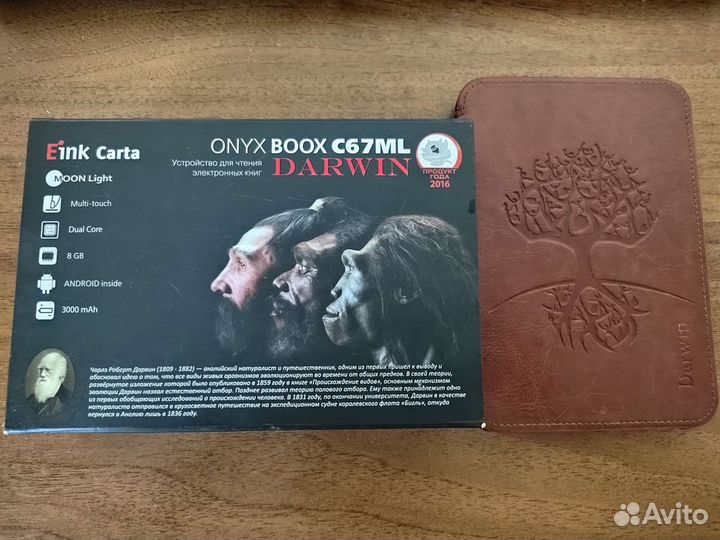 Eink Carta
MOON Light
Multi-touch
Dual Core
8 GB
ANDROID inside
3000 mAh
ONYX BOOX C67ML
Устройство для чтения
электронных книг
DARWIN
ПРОДУКТ
ГОДА
2016
Чарлз Роберт Дарвин (1809 - 1882) — английский натуралист и путешественник, одним из первых пришел к выводу и
обосновал идею о том, что все виды живых организмов эволюционируют во времени от общих предков. В своей теории,
развёрнутое изложение которой было опубликовано в 1859 году в книге «Происхождение видов», основным механизмом
эволюции Дарвин назвал естественный отбор. Позднее развивал теорию полового отбора. Ему также принадлежит одно
из первых обобщающих исследований о происхождении человека. В 1831 году, по окончании университета, Дарвин в качестве
натуралиста отправился в кругосветное путешествие на экспедиционном судне королевского флота «Бигль», откуда
вернулся в Англию лишь в 1836 году.
Darwin
Avito